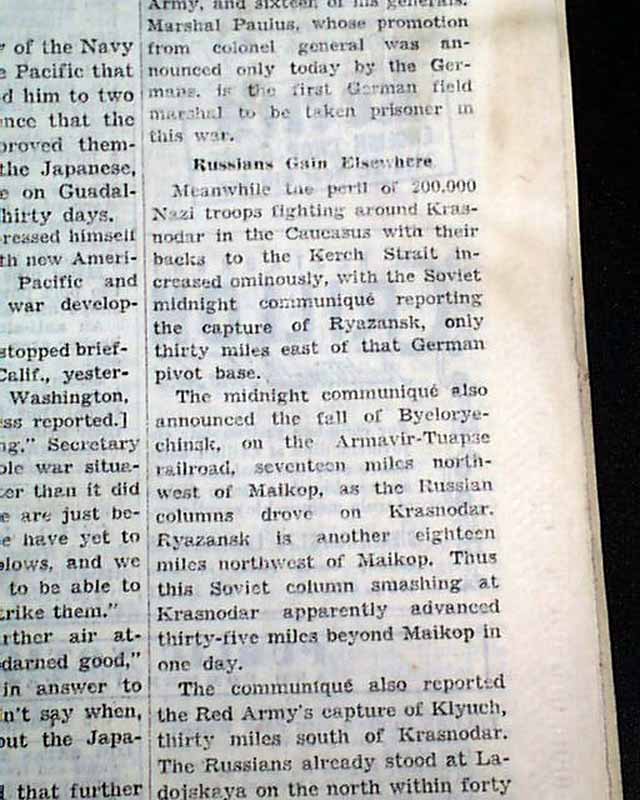 of the Navy
Pacific that
d him to two
nce that the
proved them-
the Japanese,
e on Guadal-
hirty days.
ressed himself
th new Ameri-
Pacific and
war develop-
stopped brief-
Calif., yester-
Washington,
ss reported.]
ng." Secretary
ole war situa-
ter than it did
e are just be-
e have yet to
lows, and we
to be able to
trike them."
rther air at-
darned good,"
in answer to
n't say when,
out the Japa-
d that further
Army, and sixteen of his generals.
Marshal Paulus, whose promotion
from colonel general was an-
nounced only today by the Ger-
mans, is the first German field
marshal to be taken prisoner in
this war.
Russians Gain Elsewhere
Meanwhile the peril of 200,000
Nazi troops fighting around Kras-
nodar in the Caucasus with their
backs to the Kerch Strait in-
creased ominously, with the Soviet
midnight communiqué reporting
the capture of Ryazansk, only
thirty miles east of that German
pivot base.
The midnight communiqué also
announced the fall of Byelorye-
chinsk, on the Armavir-Tuapse
railroad, seventeen miles north-
west of Maikop, as the Russian
columns drove on Krasnodar.
Ryazansk is another eighteen
miles northwest of Maikop. Thus
this Soviet column smashing at
Krasnodar apparently advanced
thirty-five miles beyond Maikop in
one day.
The communiqué also reported
the Red Army's capture of Klyuch,
thirty miles south of Krasnodar.
The Russians already stood at La-
dojskaya on the north within forty